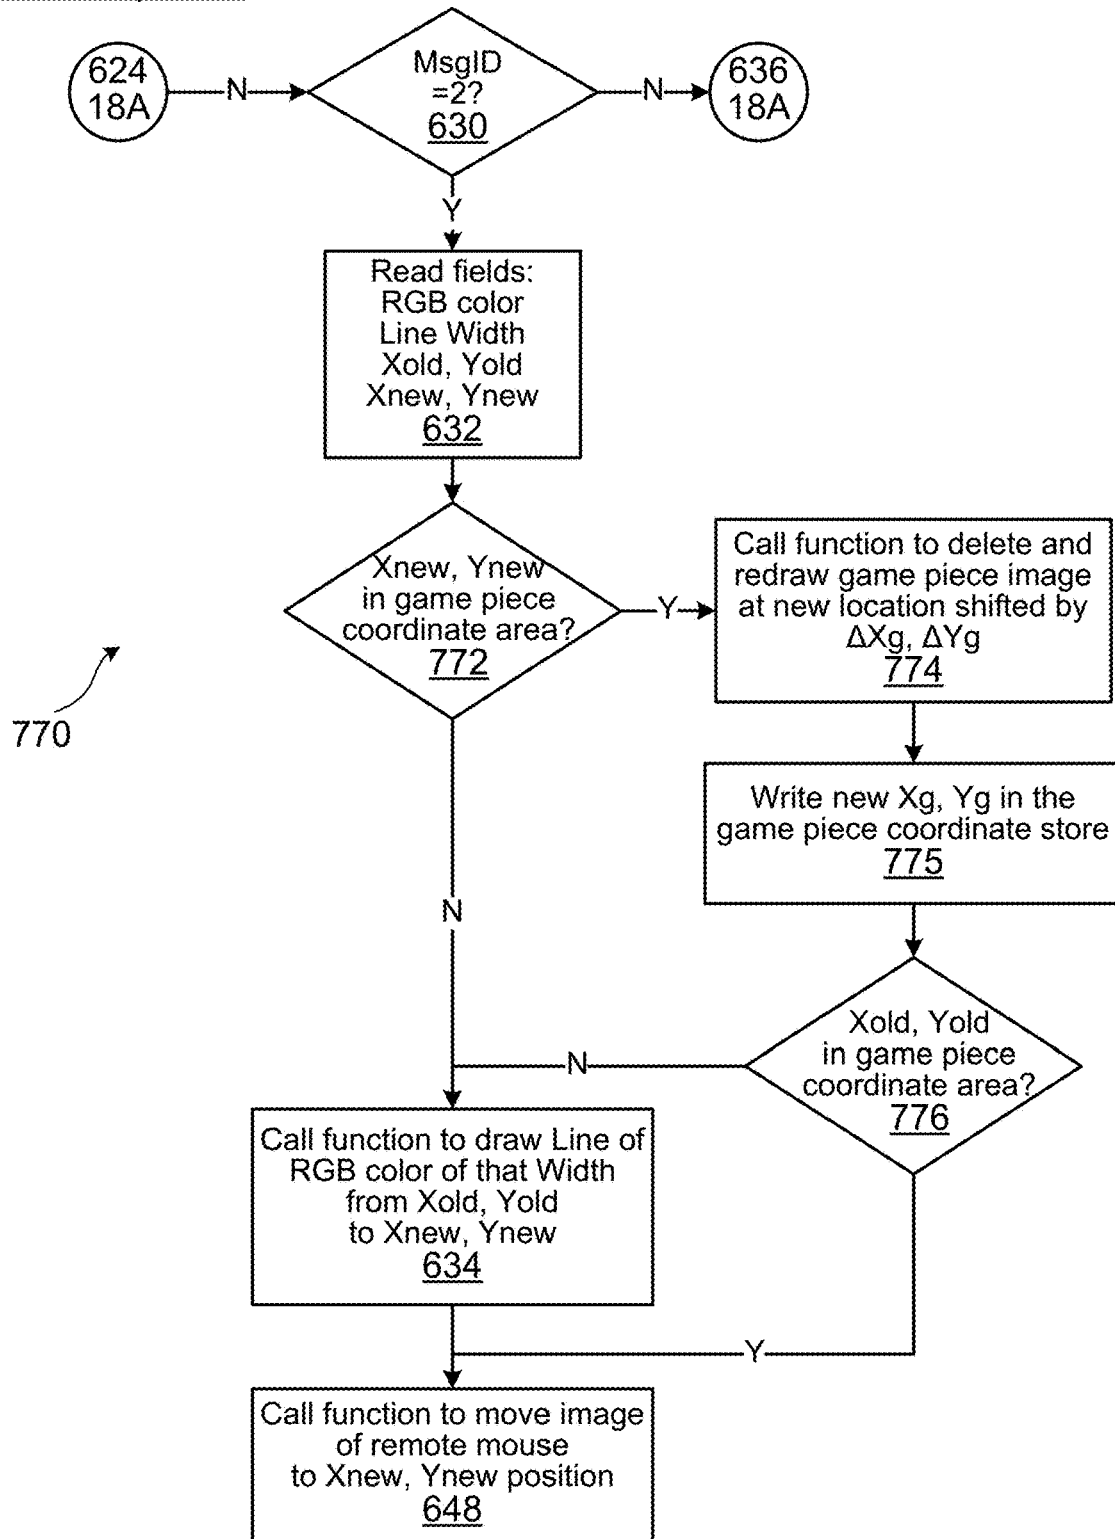 624
18A
N
MsgID
=2?
630
N
636
18A
Y
Read fields:
RGB color
Line Width
Xold, Yold
Xnew, Ynew
632
Xnew, Ynew
in game piece
coordinate area?
772
Y
Call function to delete and
redraw game piece image
at new location shifted by
ΔXg, ΔYg
774
770
Write new Xg, Yg in the
game piece coordinate store
775
N
Xold, Yold
in game piece
coordinate area?
776
N
Call function to draw Line of
RGB color of that Width
from Xold, Yold
to Xnew, Ynew
634
Y
Call function to move image
of remote mouse
to Xnew, Ynew position
648